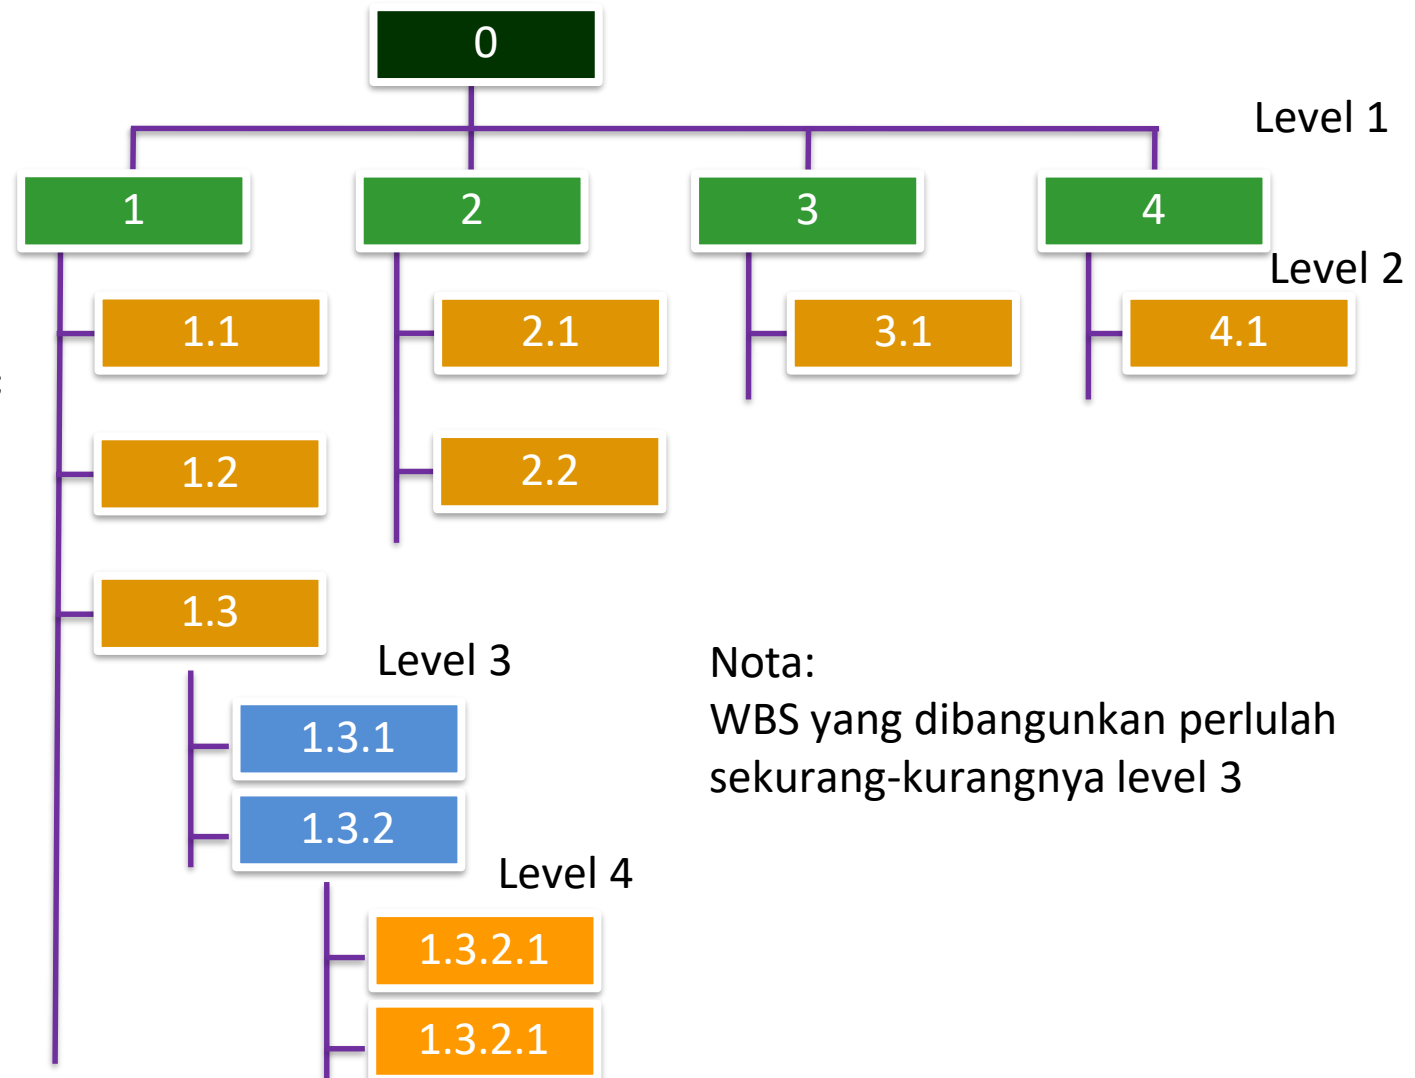 0
Level 1
1
2
3
4
Level 2
1.1
2.1
3.1
4.1
1.2
2.2
1.3
Level 3
Nota:
WBS yang dibangunkan perlulah
sekurang-kurangnya level 3
1.3.1
1.3.2
Level 4
1.3.2.1
1.3.2.1